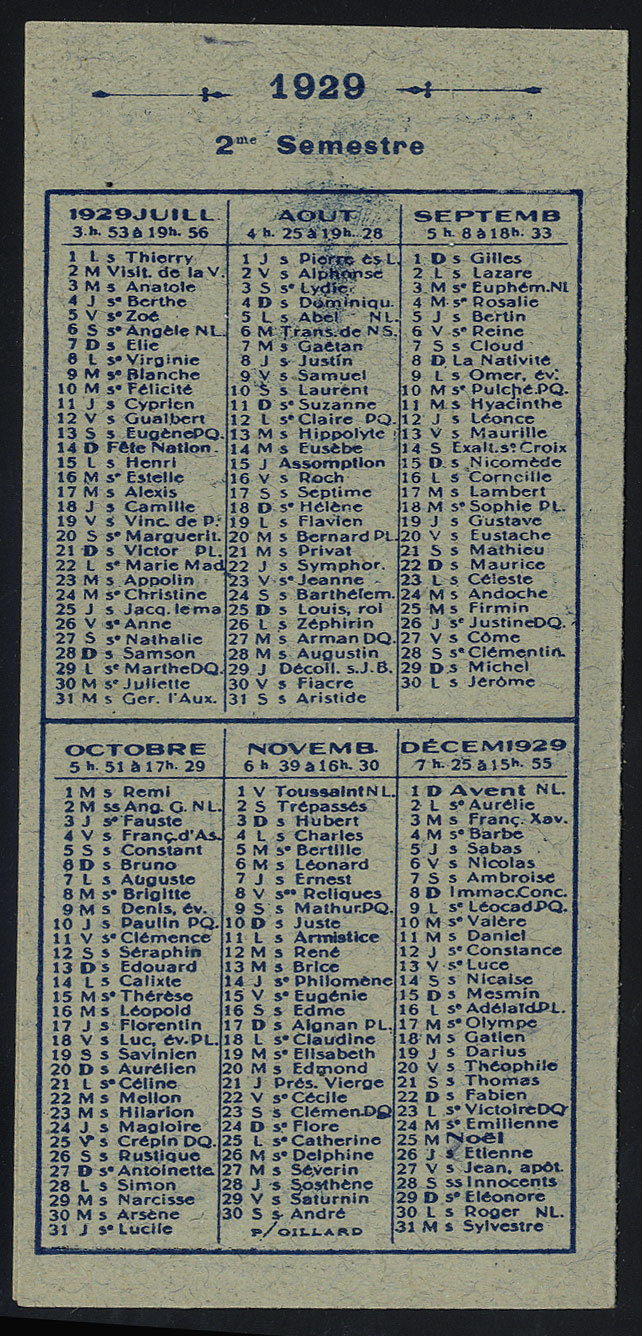 1929
2me Semestre
1929 JUILL
3 h. 53 à 19h. 56
1 L s Thierry
2 M Visit. de la V.
3 M s Anatole
4 J se Berthe
5 V se Zoé
6 S se Angèle NL.
7 D s Elie
8 L se Virginie
9 M se Blanche
10 M se Félicité
11 J s Cyprien
12 V s Gualbert
13 S s Eugène PQ.
14 D Fête Nation.
15 L s Henri
16 M se Estelle
17 M s Alexis
18 J s Camille
19 V s Vinc. de P.
20 S se Marguerit.
21 D s Victor PL.
22 L se Marie Mad
23 M s Appolin
24 M se Christine
25 J s Jacq. le ma
26 V se Anne
27 S se Nathalie
28 D s Samson
29 L se Marthe DQ.
30 M se Juliette
31 M s Ger. l'Aux.
AOUT
4 h. 25 à 19h. 28
1 J s Pierre ès L.
2 V s Alphonse
3 S se Lydie
4 D s Dominiqu.
5 L s Abel NL.
6 M Trans. de NS.
7 M s Gaëtan
8 J s Justin
9 V s Samuel
10 S s Laurent
11 D se Suzanne
12 L se Claire PQ.
13 M s Hippolyte
14 M s Eusèbe
15 J Assomption
16 V s Roch
17 S s Septime
18 D se Hélène
19 L s Flavien
20 M s Bernard PL.
21 M s Privat
22 J s Symphor.
23 V se Jeanne
24 S s Barthélem.
25 D s Louis, roi
26 L s Zéphirin
27 M s Arman DQ.
28 M s Augustin
29 J Décoll. s. J.B.
30 V s Fiacre
31 S s Aristide
SEPTEMB
5 h. 8 à 18h. 33
1 D s Gilles
2 L s Lazare
3 M se Euphém. NL
4 M se Rosalie
5 J s Bertin
6 V se Reine
7 S s Cloud
8 D La Nativité
9 L s Omer, év.
10 M se Pulché. PQ.
11 M s Hyacinthe
12 J s Léonce
13 V s Maurille
14 S Exalt. se Croix
15 D s Nicomède
16 L s Corneille
17 M s Lambert
18 M se Sophie PL.
19 J s Gustave
20 V s Eustache
21 S s Mathieu
22 D s Maurice
23 L s Céleste
24 M s Andoche
25 M s Firmin
26 J se Justine DQ.
27 V s Côme
28 S se Clémentin.
29 D s Michel
30 L s Jérôme
OCTOBRE
5 h. 51 à 17h. 29
1 M s Remi
2 M ss Ang. G. NL.
3 J se Fauste
4 V s Franç. d'As.
5 S s Constant
6 D s Bruno
7 L s Auguste
8 M se Brigitte
9 M s Denis, év.
10 J s Paulin PQ.
11 V se Clémence
12 S s Séraphin
13 D s Edouard
14 L s Calixte
15 M se Thérèse
16 M s Léopold
17 J s Florentin
18 V s Luc, év. PL.
19 S s Savinien
20 D s Aurélien
21 L se Céline
22 M s Mellon
23 M s Hilarion
24 J s Magloire
25 V s Crépin DQ.
26 S s Rustique
27 D se Antoinette
28 L s Simon
29 M s Narcisse
30 M s Arsène
31 J se Lucile
NOVEMB.
6 h 39 à 16h. 30
1 V Toussaint NL.
2 S Trépassés
3 D s Hubert
4 L s Charles
5 M se Bertille
6 M s Léonard
7 J s Ernest
8 V ses Reliques
9 S s Mathur. PQ.
10 D s Juste
11 L s Armistice
12 M s René
13 M s Brice
14 J se Philomène
15 V se Eugénie
16 S s Edme
17 D s Aignan PL.
18 L se Claudine
19 M se Elisabeth
20 M s Edmond
21 J Prés. Vierge
22 V se Cécile
23 S s Clémen. DQ
24 D se Flore
25 L se Catherine
26 M se Delphine
27 M s Séverin
28 J s Sosthène
29 V s Saturnin
30 S s André
P/OILLARD
DÉCEM 1929
7 h. 25 à 15h. 55
1 D Avent NL.
2 L se Aurélie
3 M s Franç. Xav.
4 M se Barbe
5 J s Sabas
6 V s Nicolas
7 S s Ambroise
8 D Immac. Conc.
9 L se Léocad. PQ.
10 M se Valère
11 M s Daniel
12 J se Constance
13 V se Luce
14 S s Nicaise
15 D s Mesmin
16 L se Adélaïd. PL.
17 M se Olympe
18 M s Gatien
19 J s Darius
20 V s Théophile
21 S s Thomas
22 D s Fabien
23 L se Victoire DQ
24 M se Emilienne
25 M Noël
26 J s Etienne
27 V s Jean, apôt.
28 S ss Innocents
29 D se Eléonore
30 L s Roger NL.
31 M s Sylvestre